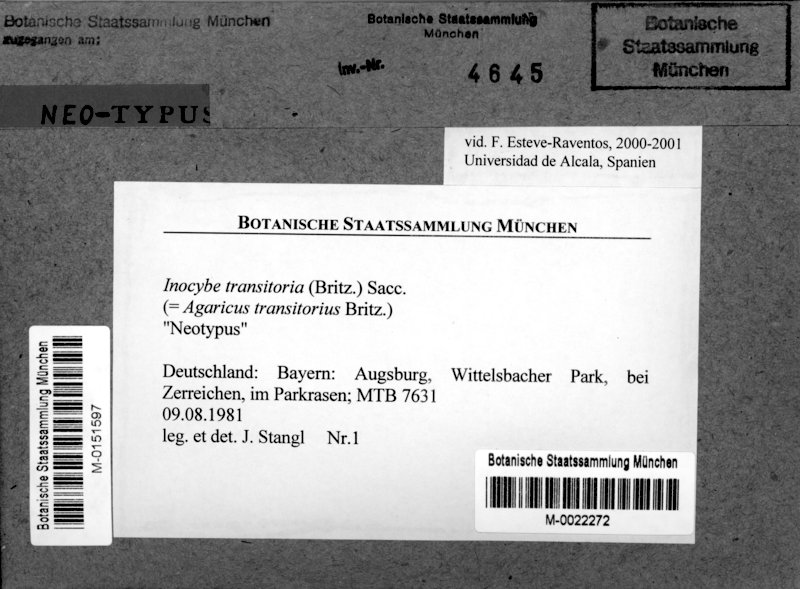 Botanische Staatssammlung München
zugegangen am:
Botanische Staatssammlung
München
Inv.-Nr.
4645
Botanische
Staatssammlung
München
NEO-TYPUS
vid. F. Esteve-Raventos, 2000-2001
Universidad de Alcala, Spanien
BOTANISCHE STAATSSAMMLUNG MÜNCHEN
Inocybe transitoria (Britz.) Sacc.
(= Agaricus transitorius Britz.)
"Neotypus"
Deutschland: Bayern: Augsburg, Wittelsbacher Park, bei
Zerreichen, im Parkrasen; MTB 7631
09.08.1981
leg. et det. J. Stangl Nr.1
Botanische Staatssammlung München
M-0151597
Botanische Staatssammlung München
M-0022272